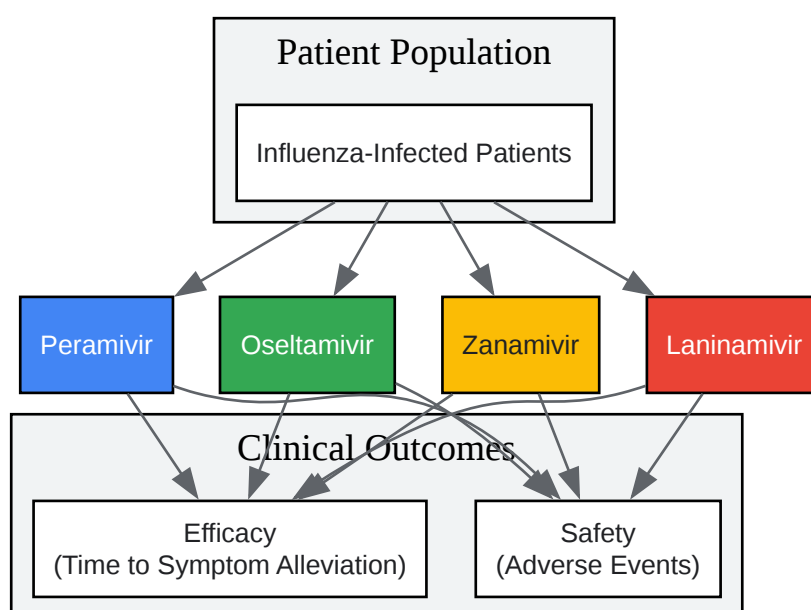 Patient Population
Influenza-Infected Patients
Peramivir
Oseltamivir
Zanamivir
Laninamivir
Clinical Outcomes
Efficacy
(Time to Symptom Alleviation)
Safety
(Adverse Events)